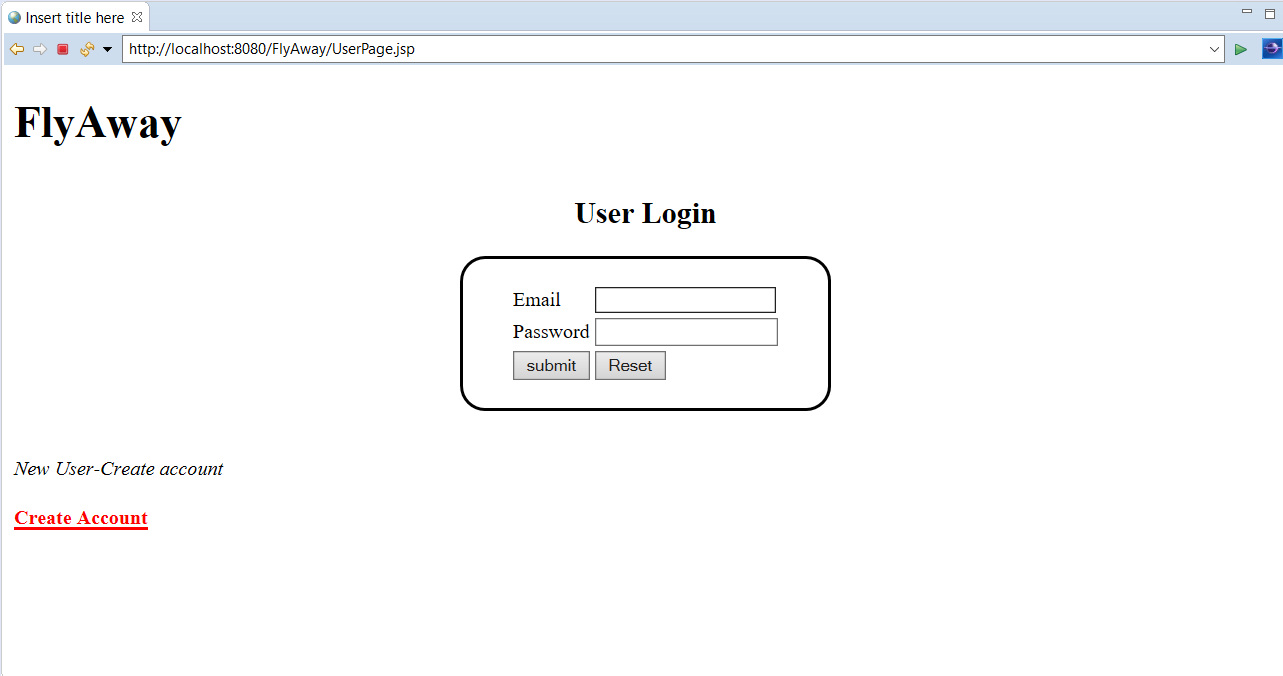 Insert title here
http://localhost:8080/FlyAway/UserPage.jsp
FlyAway
User Login
Email
Password
submit Reset
New User-Create account
Create Account